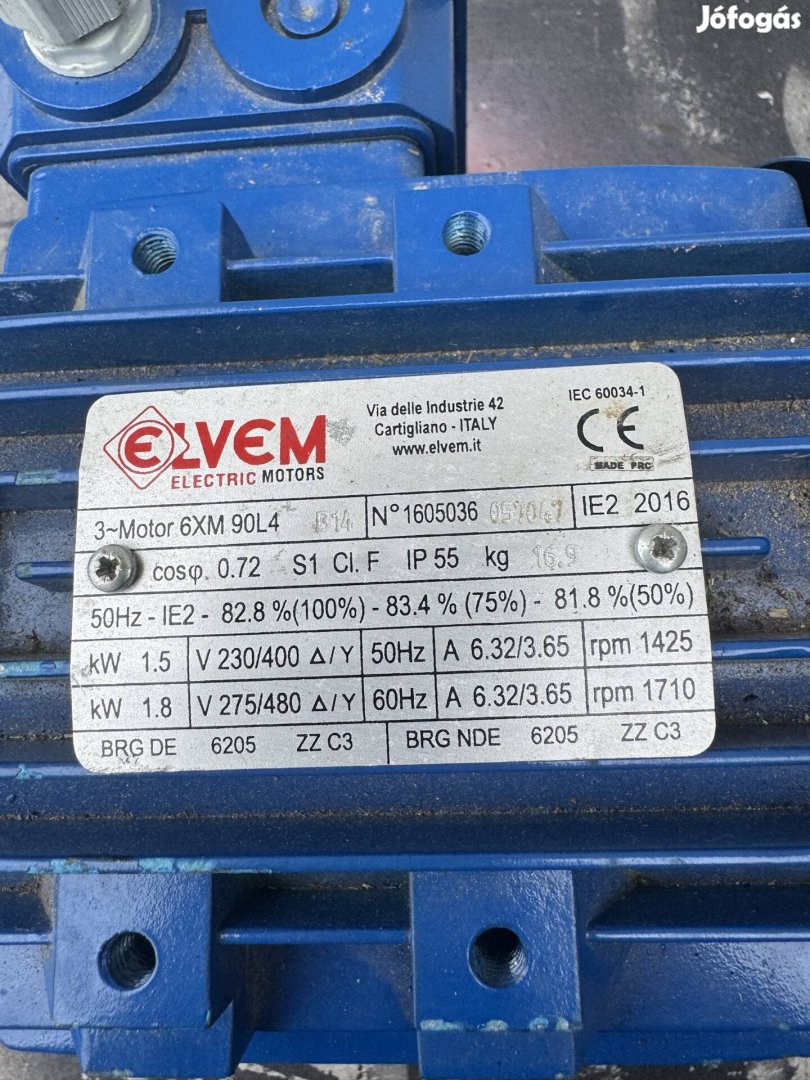 Jófogás
ELVEM
ELECTRIC MOTORS
Via delle Industrie 42
Cartigliano - ITALY
www.elvem.it
IEC 60034-1
CE
MADE PRC
3~Motor 6XM 90L4 B14 N° 1605036 057047 IE2 2016
cosφ. 0.72 S1 Cl. F IP 55 kg 16.9
50Hz - IE2 - 82.8 %(100%) - 83.4 % (75%) - 81.8 %(50%)
kW 1.5 V 230/400 Δ/Y 50Hz A 6.32/3.65 rpm 1425
kW 1.8 V 275/480 Δ/Y 60Hz A 6.32/3.65 rpm 1710
BRG DE 6205 ZZ C3 BRG NDE 6205 ZZ C3